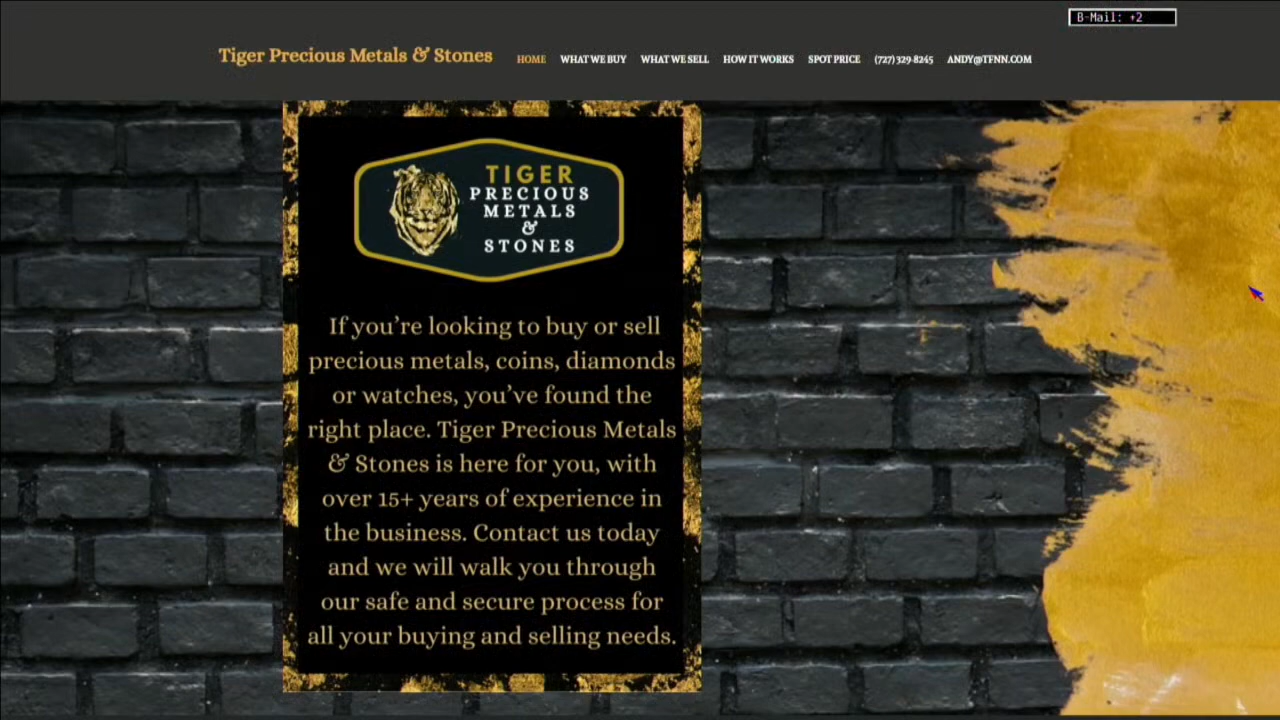 B-Mail: +2
Tiger Precious Metals & Stones HOME WHAT WE BUY WHAT WE SELL HOW IT WORKS SPOT PRICE (727) 329-8245 ANDY@TFNN.COM
TIGER
PRECIOUS
METALS
&
STONES
If you're looking to buy or sell
precious metals, coins, diamonds
or watches, you've found the
right place. Tiger Precious Metals
& Stones is here for you, with
over 15+ years of experience in
the business. Contact us today
and we will walk you through
our safe and secure process for
all your buying and selling needs.